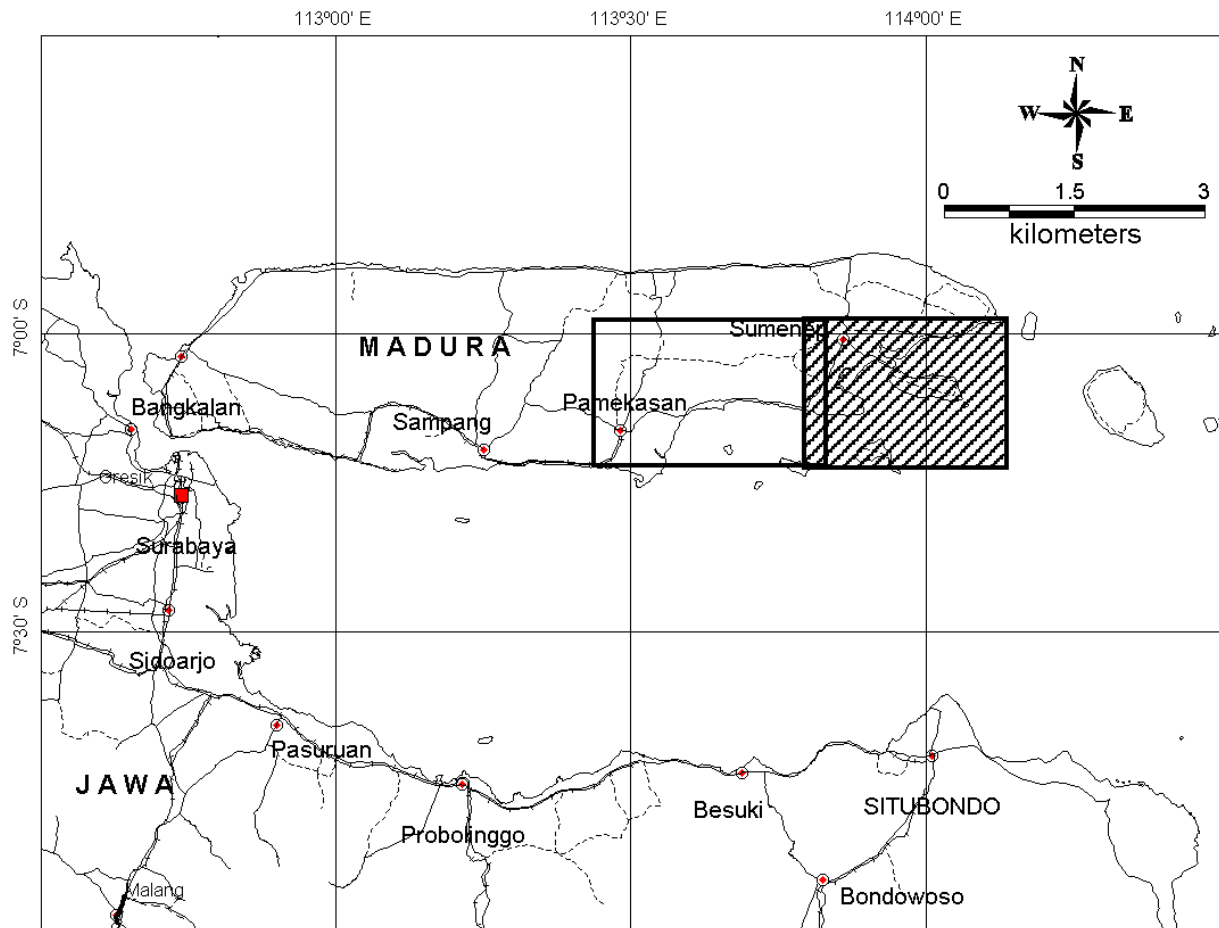 113º00' E
113º30' E
114º00' E
N
W
E
S
0
1.5
3
kilometers
7º00' S
MADURA
Sumenep
Bangkalan
Sampang
Pamekasan
Gresik
Surabaya
7º30' S
Sidoarjo
Pasuruan
JAWA
Probolinggo
Besuki
SITUBONDO
Malang
Bondowoso